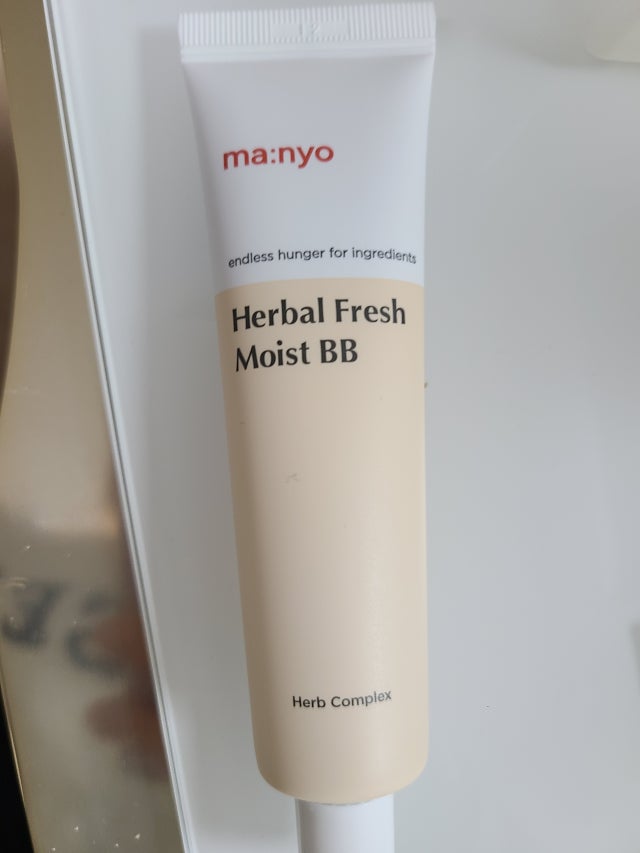 ma:nyo
endless hunger for ingredients
Herbal Fresh
Moist BB
Herb Complex